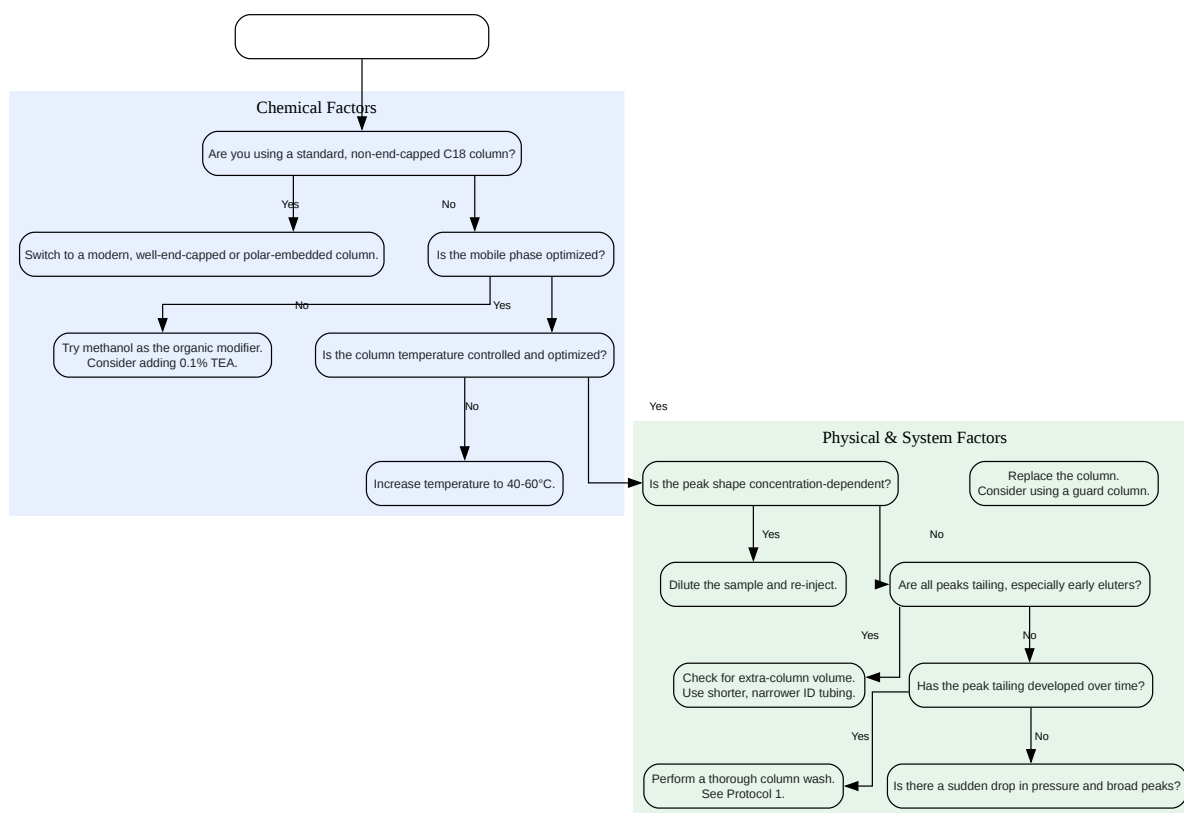 Chemical Factors
Are you using a standard, non-end-capped C18 column?
Yes
No
Switch to a modern, well-end-capped or polar-embedded column.
Is the mobile phase optimized?
No
Yes
Try methanol as the organic modifier.
Consider adding 0.1% TEA.
Is the column temperature controlled and optimized?
No
Yes
Increase temperature to 40-60°C.
Physical & System Factors
Is the peak shape concentration-dependent?
Replace the column.
Consider using a guard column.
Yes
No
Dilute the sample and re-inject.
Are all peaks tailing, especially early eluters?
Yes
No
Check for extra-column volume.
Use shorter, narrower ID tubing.
Has the peak tailing developed over time?
Yes
No
Perform a thorough column wash.
See Protocol 1.
Is there a sudden drop in pressure and broad peaks?